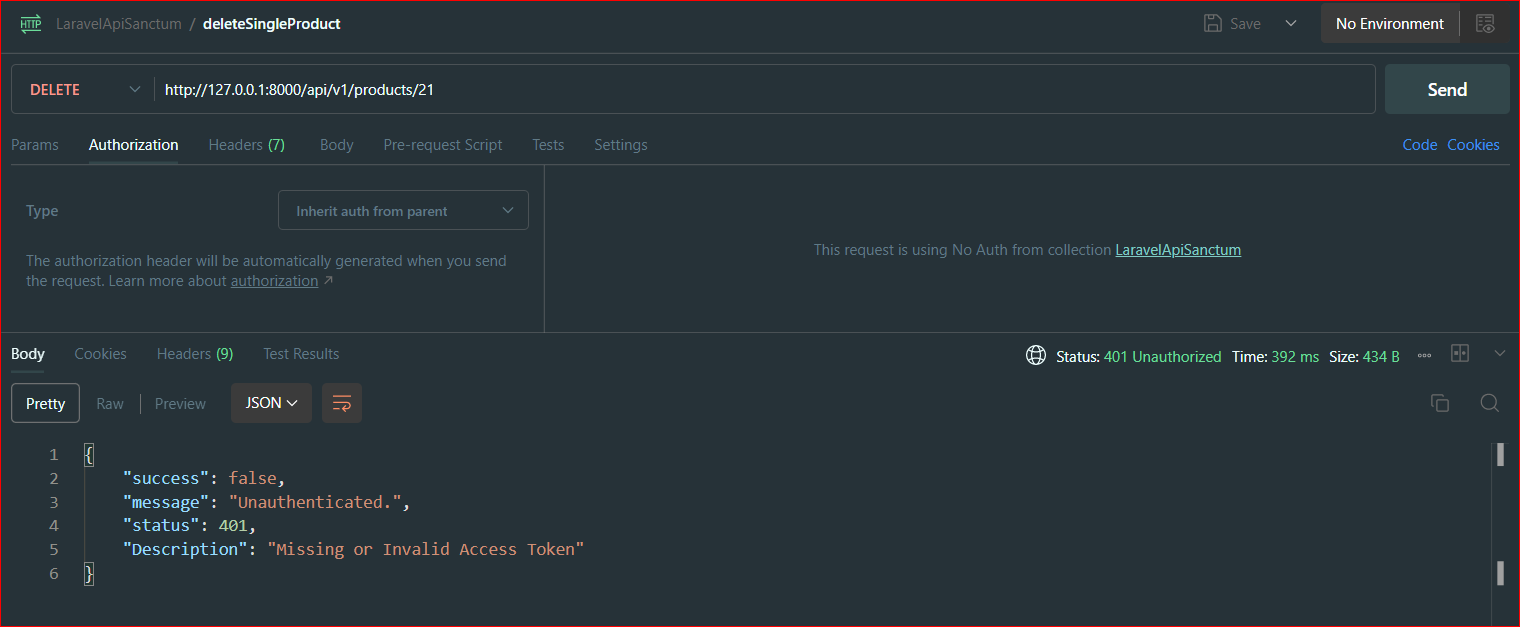 HTTP LaravelApiSanctum / deleteSingleProduct Save No Environment
DELETE http://127.0.0.1:8000/api/v1/products/21 Send
Params Authorization Headers (7) Body Pre-request Script Tests Settings Code Cookies
Type Inherit auth from parent
The authorization header will be automatically generated when you send
the request. Learn more about authorization ↗
This request is using No Auth from collection LaravelApiSanctum
Body Cookies Headers (9) Test Results Status: 401 Unauthorized Time: 392 ms Size: 434 B
Pretty Raw Preview JSON
1 {
2 "success": false,
3 "message": "Unauthenticated.",
4 "status": 401,
5 "Description": "Missing or Invalid Access Token"
6 }